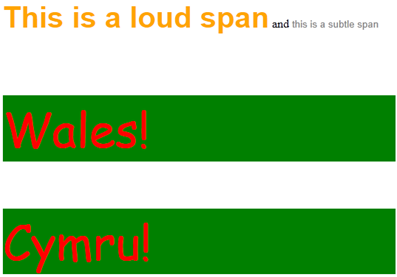 This is a loud span and this is a subtle span
Wales!
Cymru!